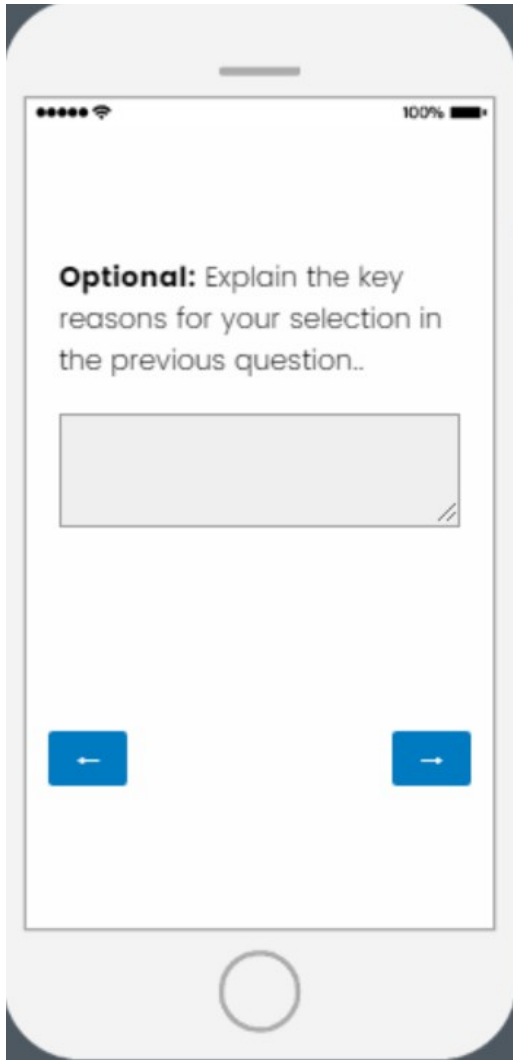 100%
Optional: Explain the key
reasons for your selection in
the previous question..
← →